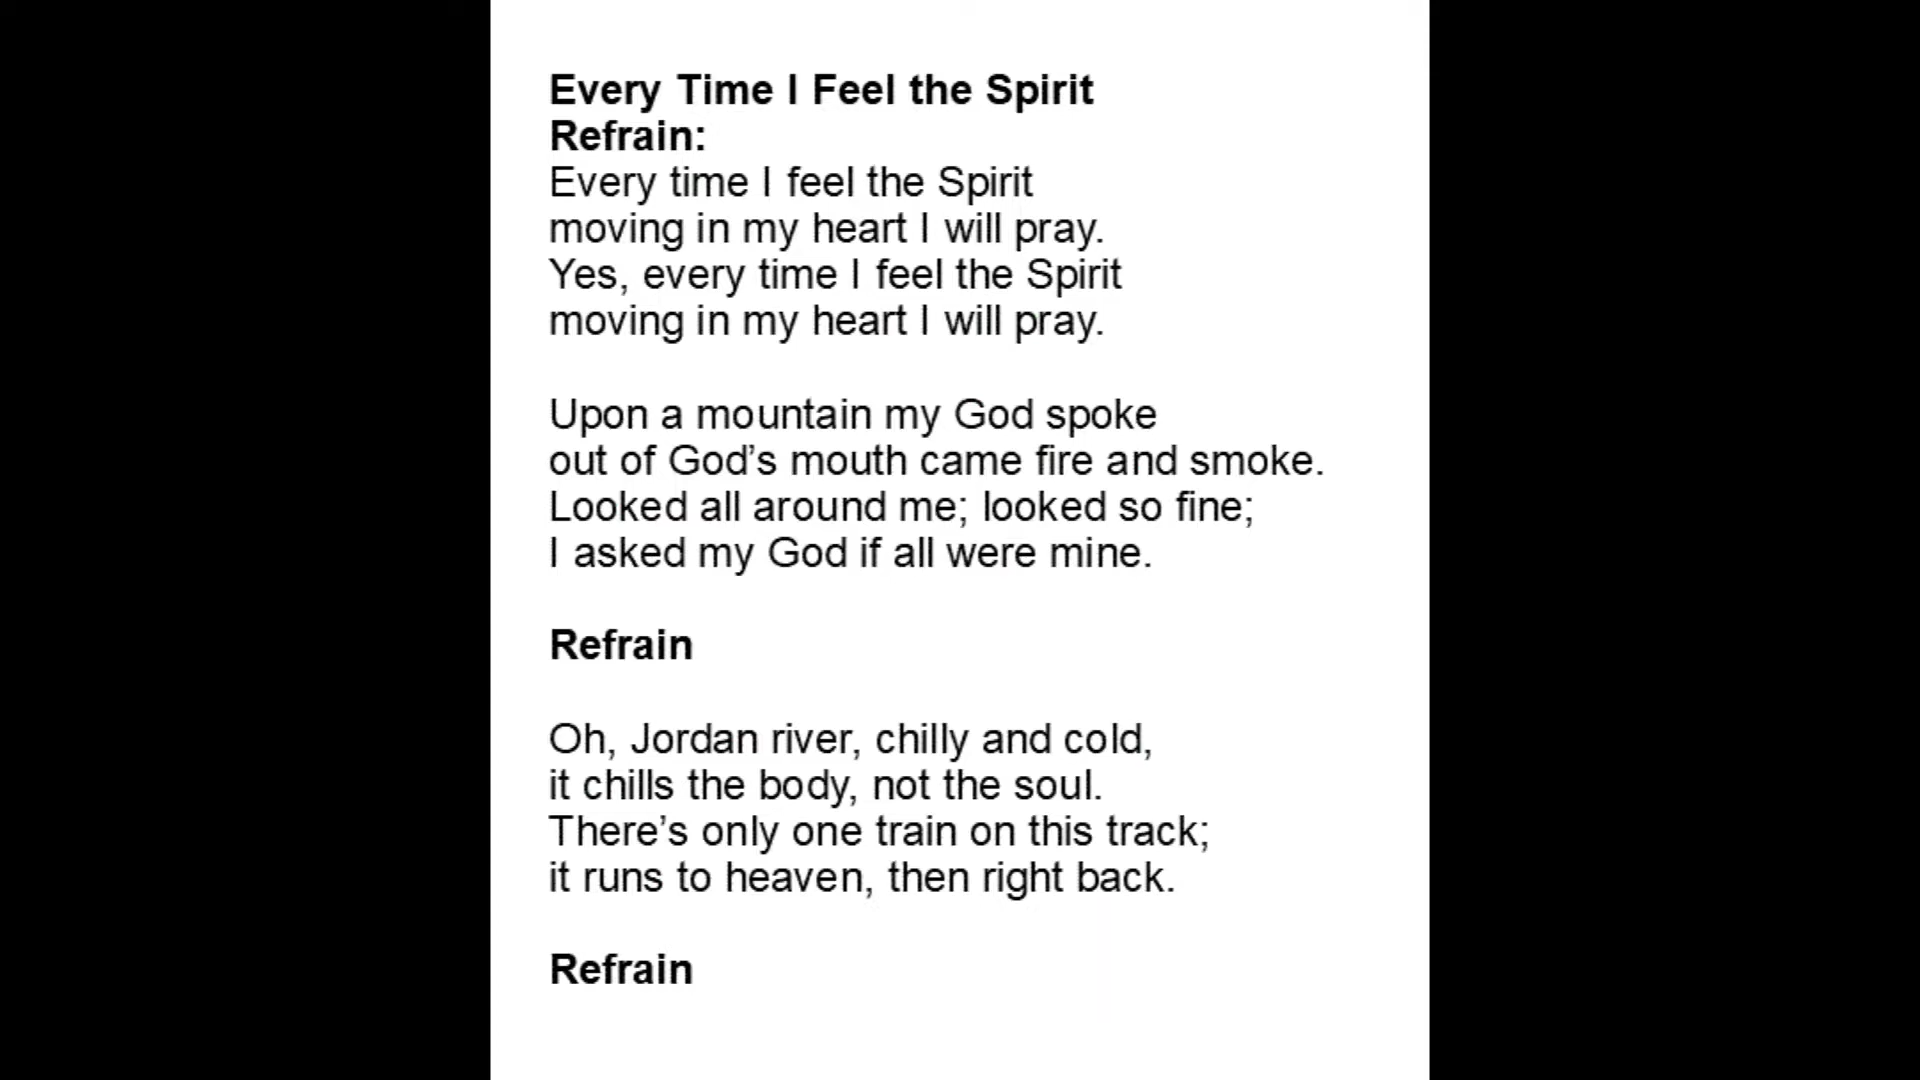 Every Time I Feel the Spirit
Refrain:
Every time I feel the Spirit
moving in my heart I will pray.
Yes, every time I feel the Spirit
moving in my heart I will pray.
Upon a mountain my God spoke
out of God’s mouth came fire and smoke.
Looked all around me; looked so fine;
I asked my God if all were mine.
Refrain
Oh, Jordan river, chilly and cold,
it chills the body, not the soul.
There’s only one train on this track;
it runs to heaven, then right back.
Refrain